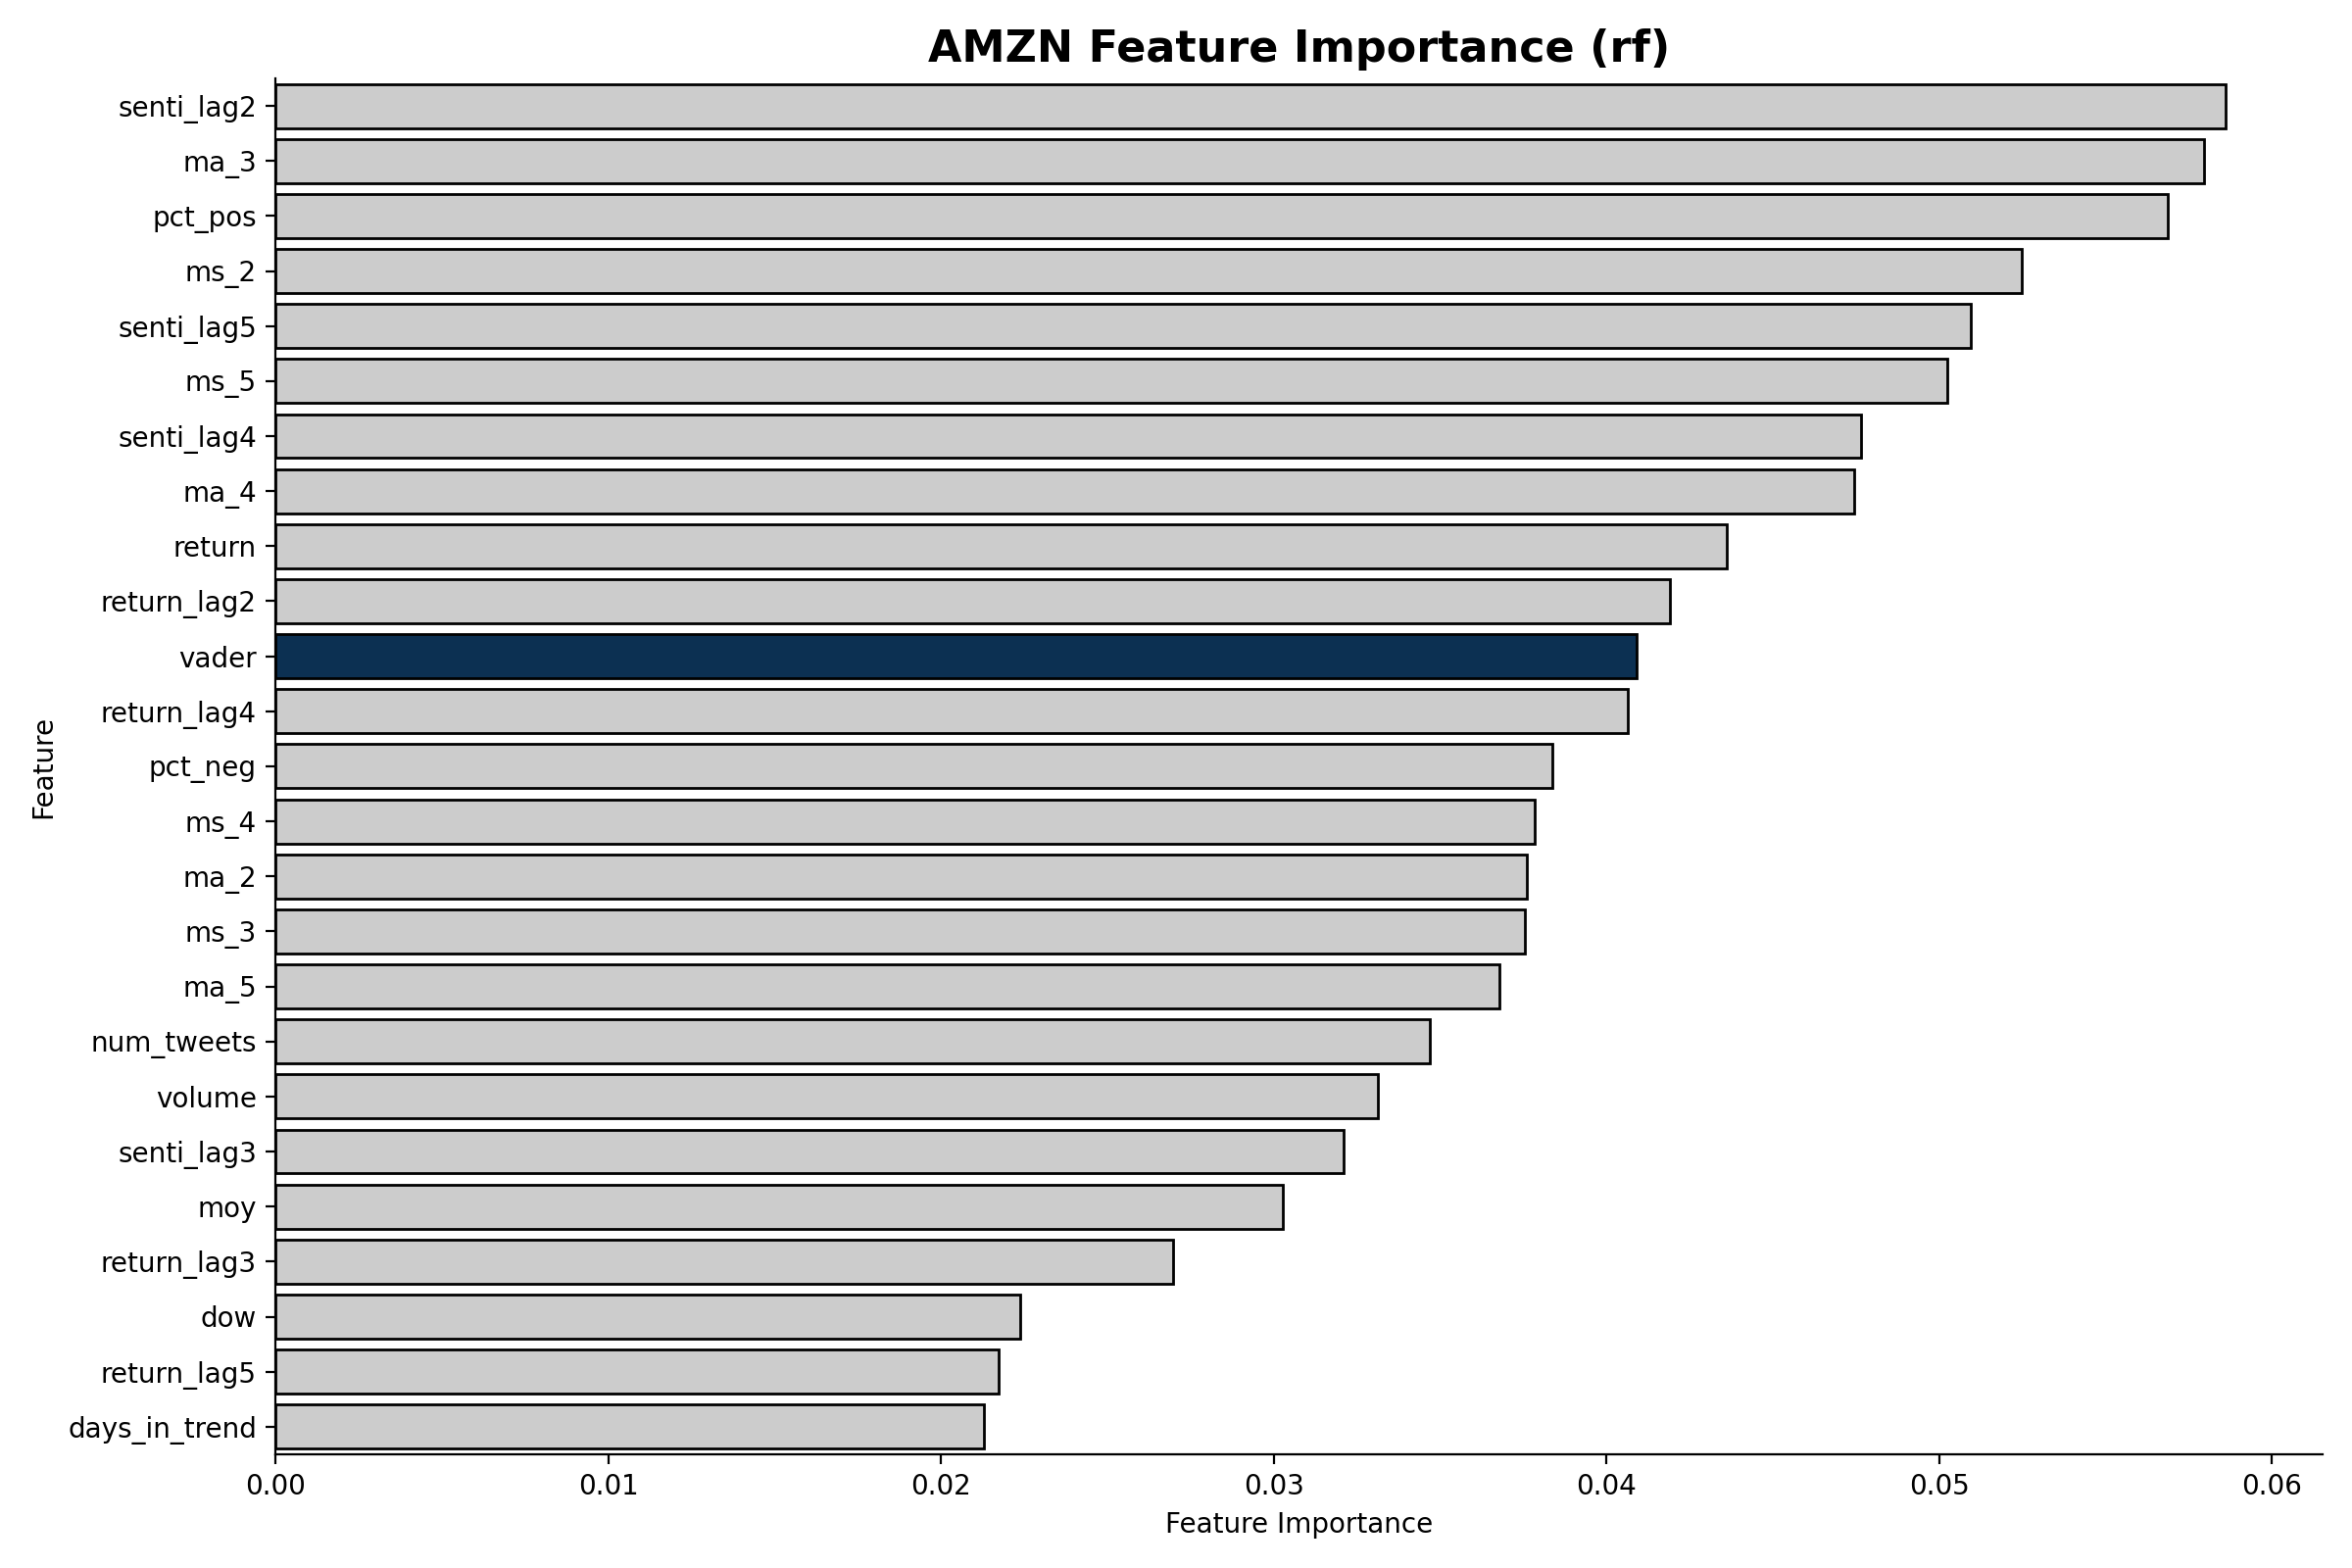 AMZN Feature Importance (rf)
senti_lag2
ma_3
pct_pos
ms_2
senti_lag5
ms_5
senti_lag4
ma_4
return
return_lag2
vader
return_lag4
pct_neg
ms_4
ma_2
ms_3
ma_5
num_tweets
volume
senti_lag3
moy
return_lag3
dow
return_lag5
days_in_trend
Feature
0.00 0.01 0.02 0.03 0.04 0.05 0.06
Feature Importance